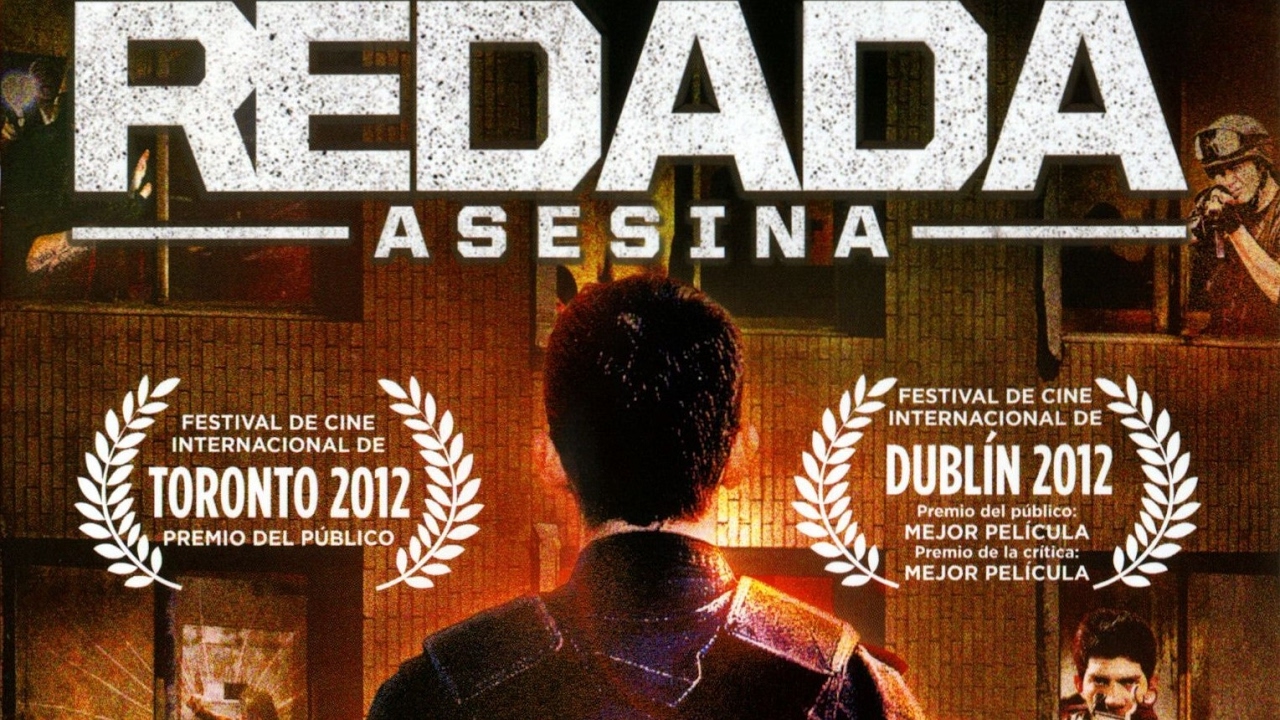 REDADA
ASESINA
FESTIVAL DE CINE
INTERNACIONAL DE
TORONTO 2012
PREMIO DEL PÚBLICO
FESTIVAL DE CINE
INTERNACIONAL DE
DUBLÍN 2012
Premio del público:
MEJOR PELÍCULA
Premio de la crítica:
MEJOR PELÍCULA